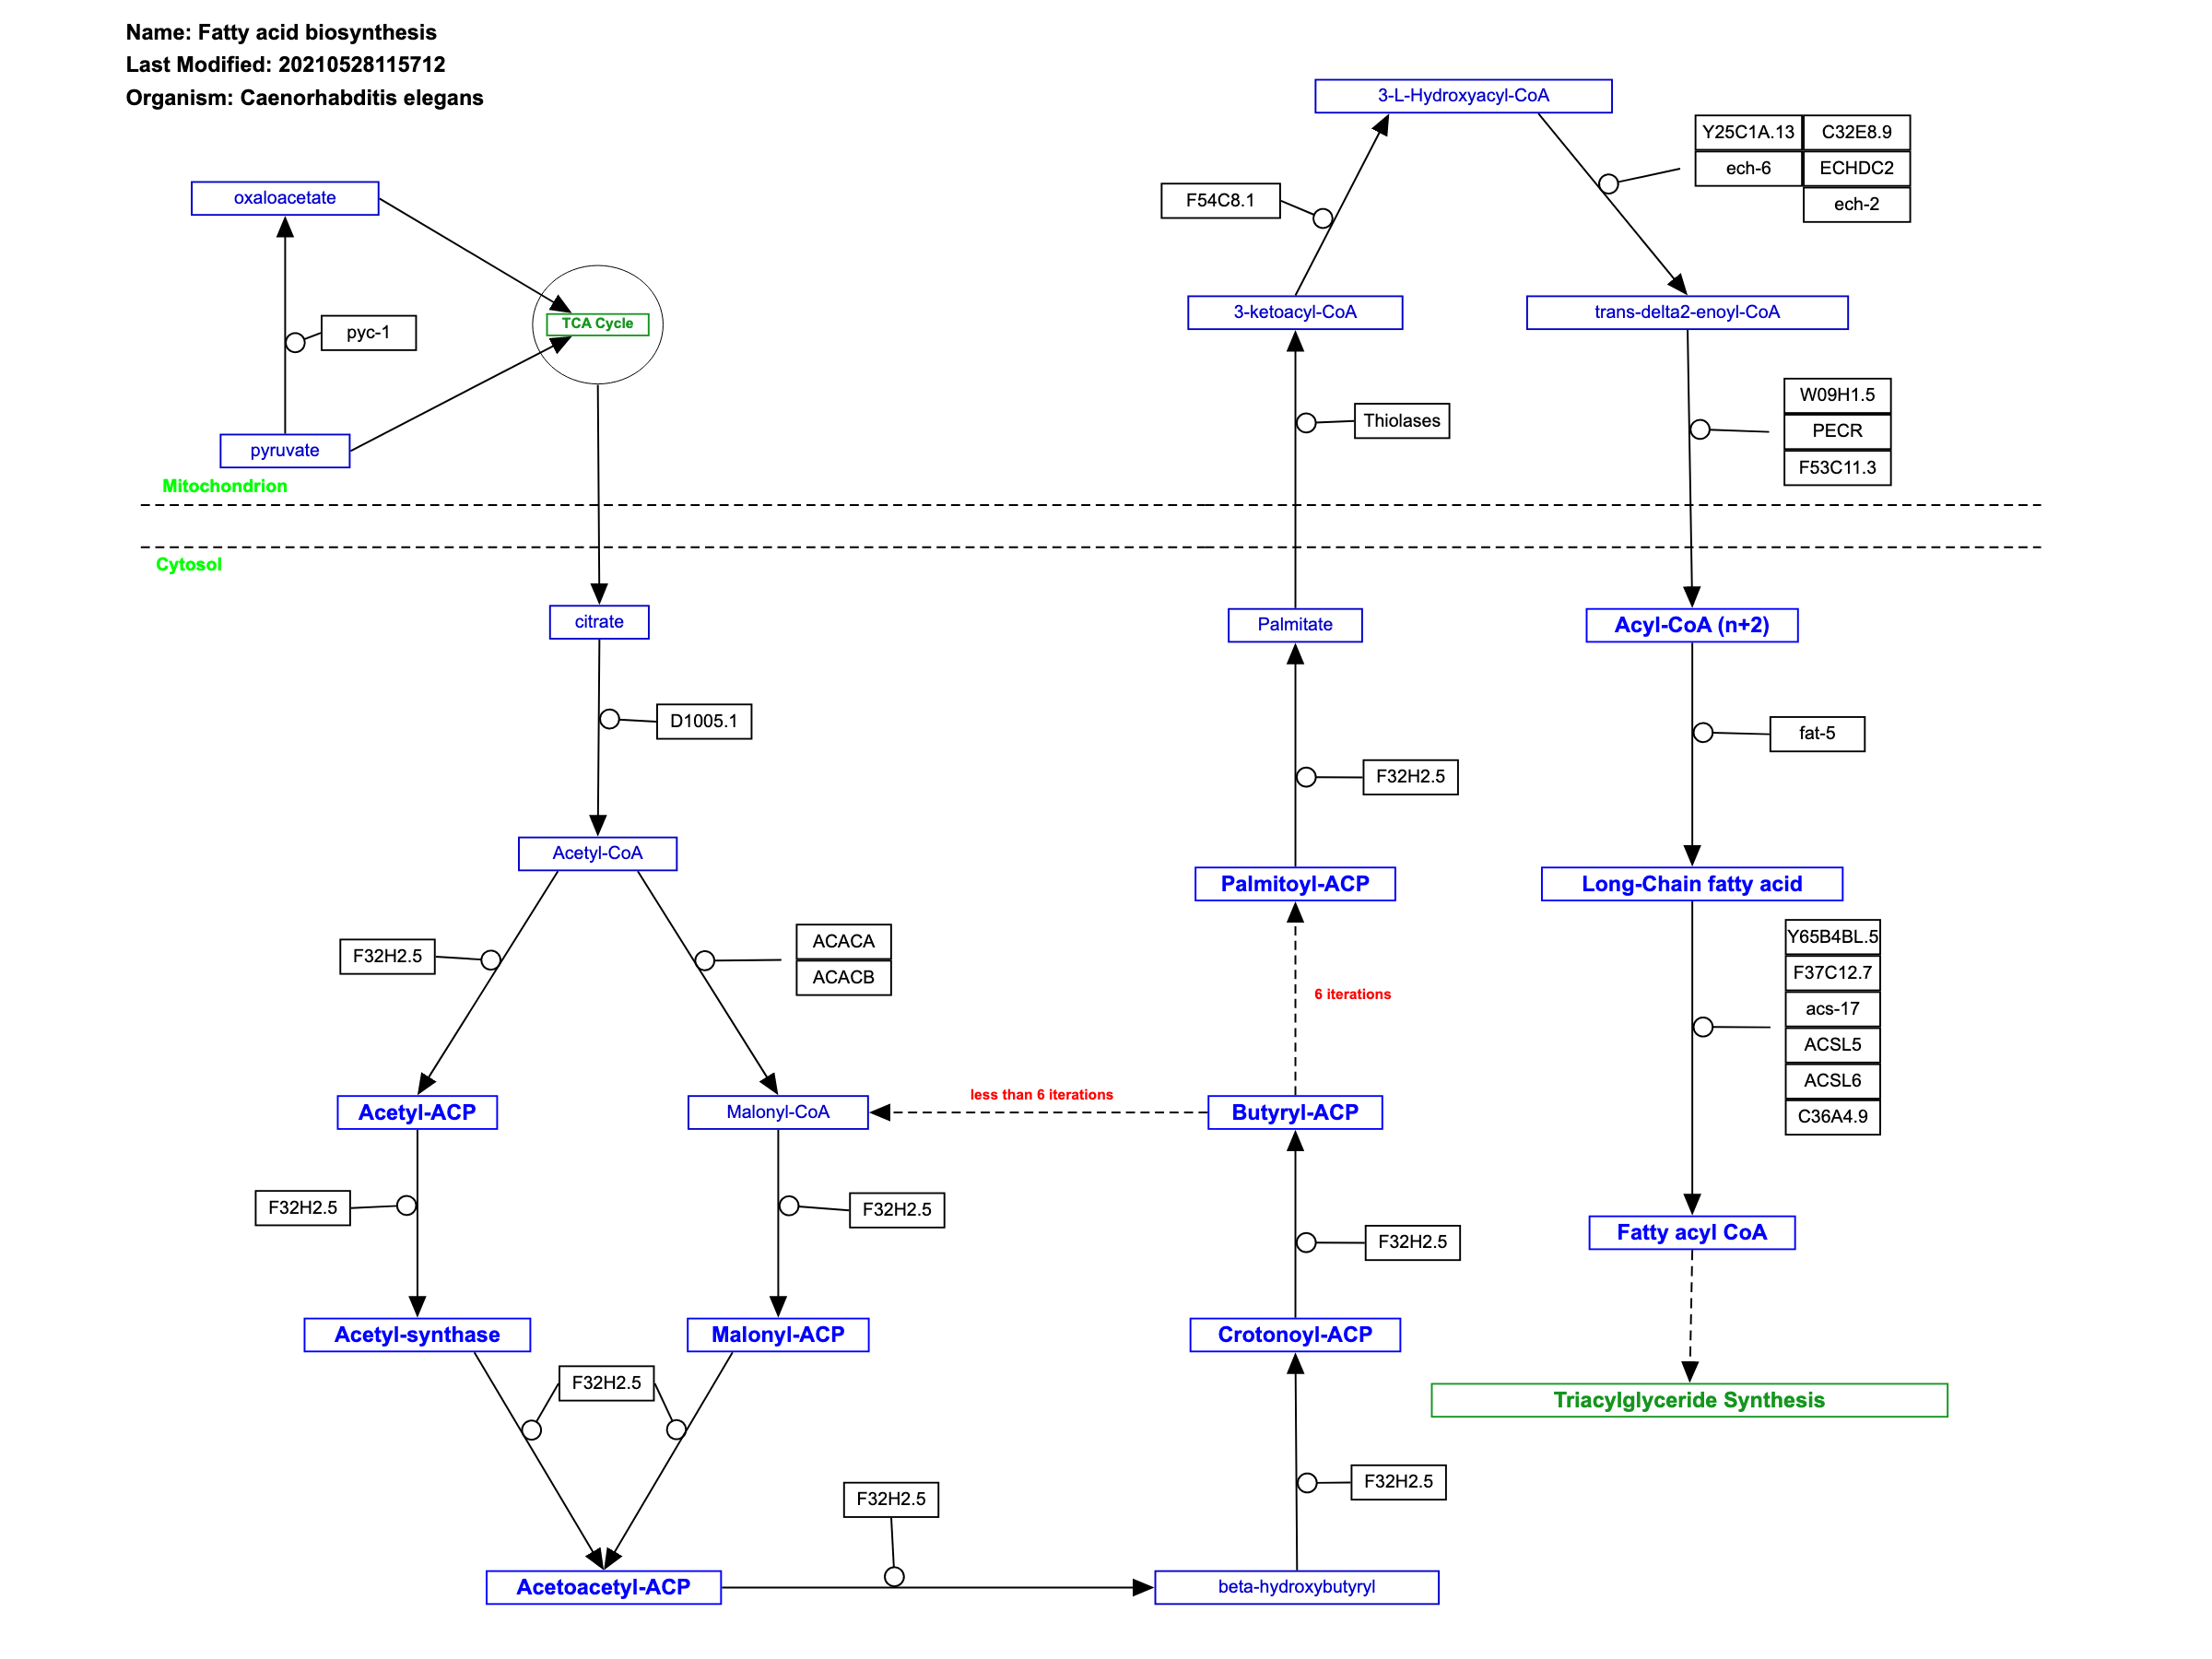 Name: Fatty acid biosynthesis
Last Modified: 20210528115712
Organism: Caenorhabditis elegans
oxaloacetate
TCA Cycle
pyc-1
pyruvate
Mitochondrion
Cytosol
citrate
D1005.1
Acetyl-CoA
F32H2.5
ACACA
ACACB
Acetyl-ACP
Malonyl-CoA
less than 6 iterations
F32H2.5
F32H2.5
Acetyl-synthase
Malonyl-ACP
F32H2.5
F32H2.5
Acetoacetyl-ACP
beta-hydroxybutyryl
F32H2.5
Crotonoyl-ACP
F32H2.5
Butyryl-ACP
6 iterations
Palmitoyl-ACP
F32H2.5
Palmitate
Thiolases
3-ketoacyl-CoA
F54C8.1
3-L-Hydroxyacyl-CoA
Y25C1A.13
C32E8.9
ech-6
ECHDC2
ech-2
trans-delta2-enoyl-CoA
W09H1.5
PECR
F53C11.3
Acyl-CoA (n+2)
fat-5
Long-Chain fatty acid
Y65B4BL.5
F37C12.7
acs-17
ACSL5
ACSL6
C36A4.9
Fatty acyl CoA
Triacylglyceride Synthesis